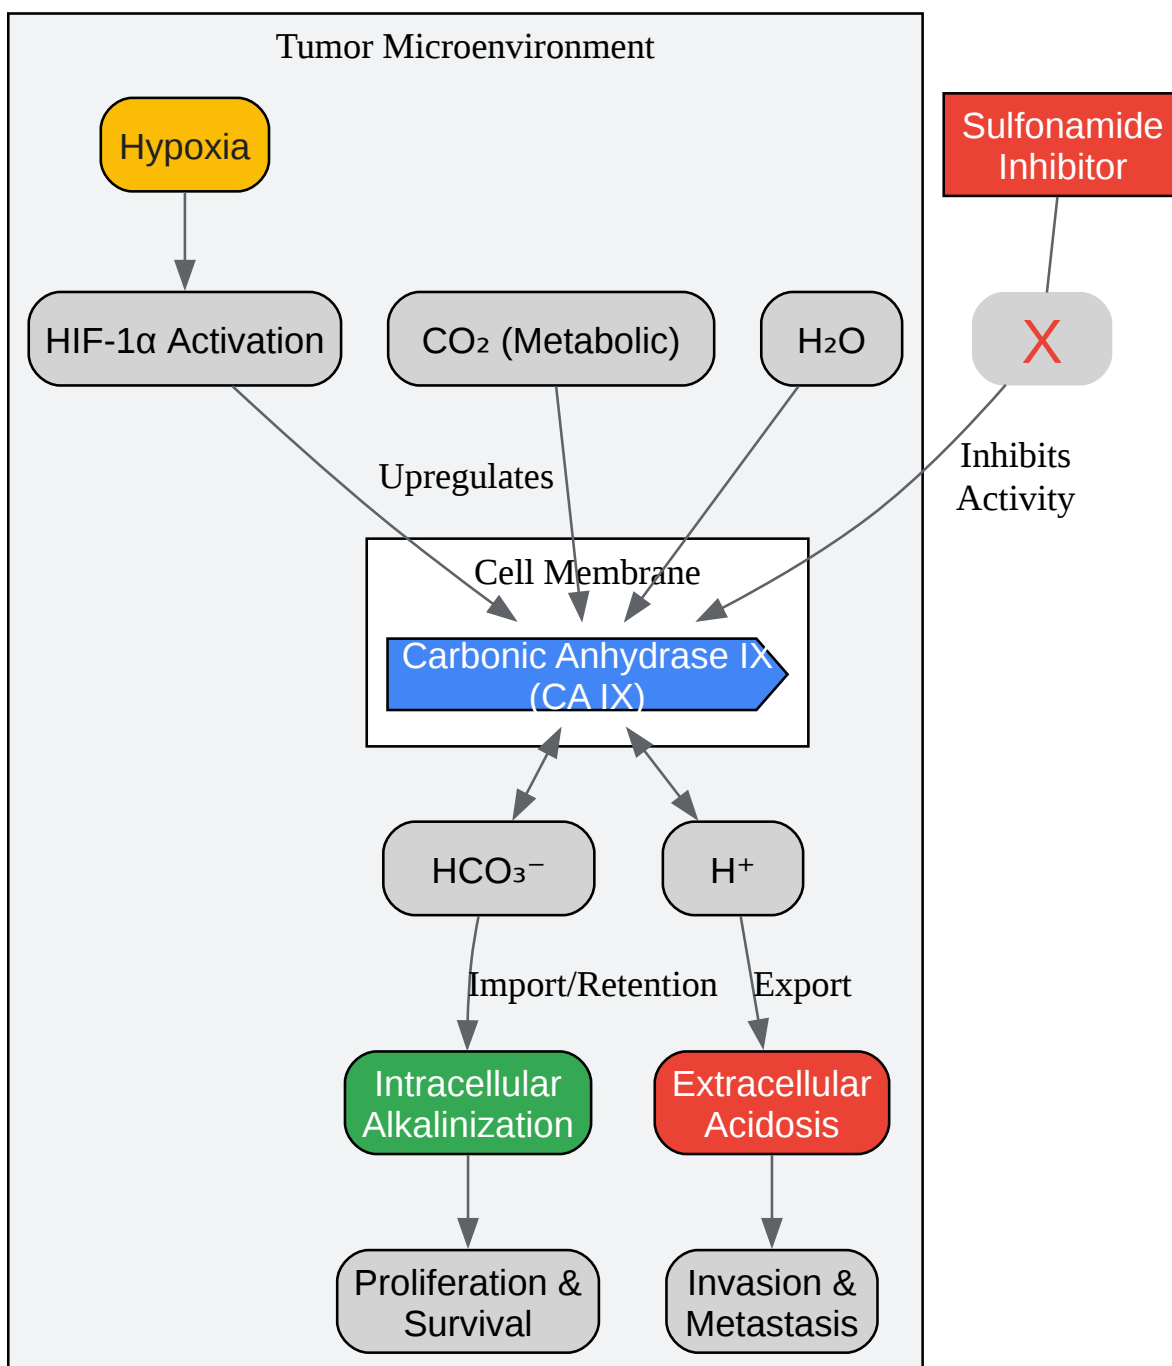 Tumor Microenvironment
Hypoxia
Sulfonamide
Inhibitor
HIF-1α Activation
CO₂ (Metabolic)
H₂O
X
Upregulates
Inhibits
Activity
Cell Membrane
Carbonic Anhydrase IX
(CA IX)
HCO₃⁻
H⁺
Import/Retention
Export
Intracellular
Alkalinization
Extracellular
Acidosis
Proliferation &
Survival
Invasion &
Metastasis